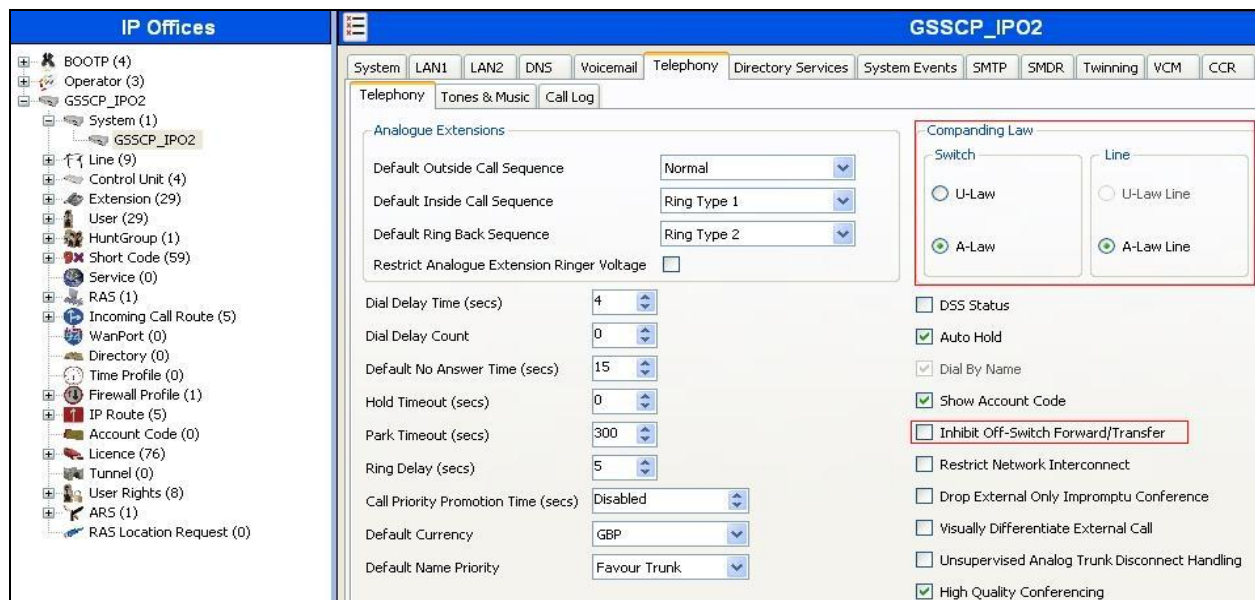 IP Offices
BOOTP (4)
Operator (3)
GSSCP_IPO2
System (1)
GSSCP_IPO2
Line (9)
Control Unit (4)
Extension (29)
User (29)
HuntGroup (1)
Short Code (59)
Service (0)
RAS (1)
Incoming Call Route (5)
WanPort (0)
Directory (0)
Time Profile (0)
Firewall Profile (1)
IP Route (5)
Account Code (0)
Licence (76)
Tunnel (0)
User Rights (8)
ARS (1)
RAS Location Request (0)
GSSCP_IPO2
System LAN1 LAN2 DNS Voicemail Telephony Directory Services System Events SMTP SMDR Twinning VCM CCR
Telephony Tones & Music Call Log
Analogue Extensions
Default Outside Call Sequence Normal
Default Inside Call Sequence Ring Type 1
Default Ring Back Sequence Ring Type 2
Restrict Analogue Extension Ringer Voltage
Dial Delay Time (secs) 4
Dial Delay Count 0
Default No Answer Time (secs) 15
Hold Timeout (secs) 0
Park Timeout (secs) 300
Ring Delay (secs) 5
Call Priority Promotion Time (secs) Disabled
Default Currency GBP
Default Name Priority Favour Trunk
Companding Law
Switch Line
U-Law U-Law Line
A-Law A-Law Line
DSS Status
Auto Hold
Dial By Name
Show Account Code
Inhibit Off-Switch Forward/Transfer
Restrict Network Interconnect
Drop External Only Impromptu Conference
Visually Differentiate External Call
Unsupervised Analog Trunk Disconnect Handling
High Quality Conferencing